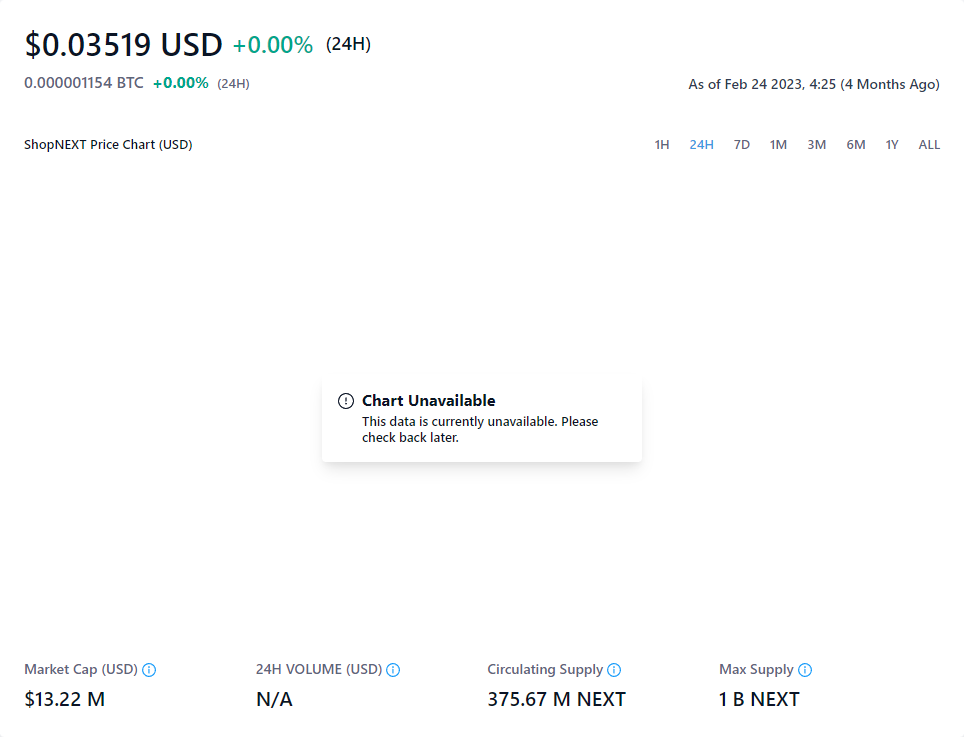 $0.03519 USD +0.00% (24H)
0.000001154 BTC +0.00% (24H)
As of Feb 24 2023, 4:25 (4 Months Ago)
ShopNEXT Price Chart (USD)
1H 24H 7D 1M 3M 6M 1Y ALL
Chart Unavailable
This data is currently unavailable. Please
check back later.
Market Cap (USD) 24H VOLUME (USD) Circulating Supply Max Supply
$13.22 M N/A 375.67 M NEXT 1 B NEXT